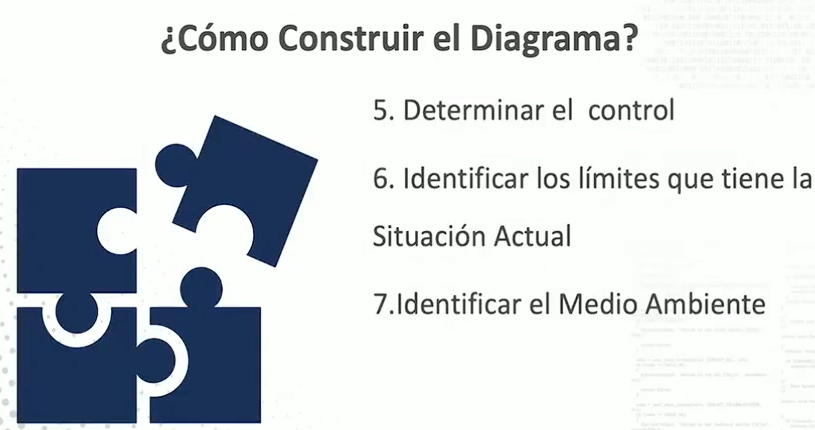 ¿Cómo Construir el Diagrama?
5. Determinar el control
6. Identificar los límites que tiene la
Situación Actual
7.Identificar el Medio Ambiente